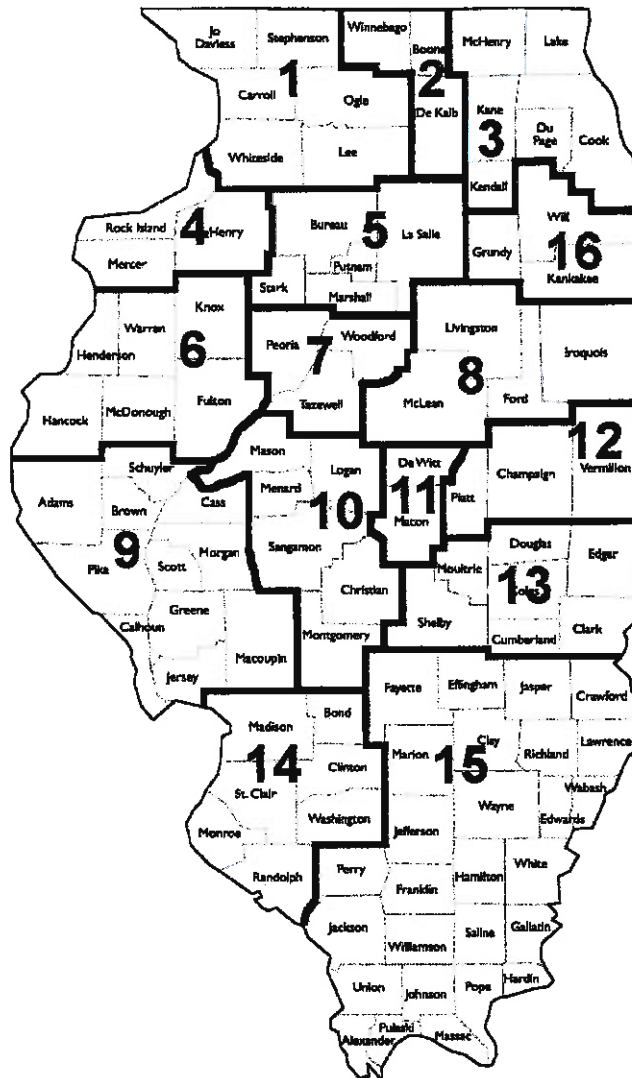 Jo Daviess
Stephenson
Winnebago
Boone
McHenry
Lake
1
2
Carroll
Ogle
De Kalb
Kane
3
Du Page
Cook
Whiteside
Lee
Kendall
Rock Island
4
Henry
Bureau
5
La Salle
Will
Mercer
Putnam
Grundy
16
Stark
Marshall
Kankakee
Knox
Warren
6
Peoria
7
Woodford
Livingston
Iroquois
Henderson
8
Hancock
McDonough
Fulton
Tazewell
McLean
Ford
12
Mason
Schuyler
Logan
De Witt
Champaign
Vermilion
Adams
Brown
Cass
Menard
10
11
Piatt
Macon
9
Pike
Scott
Morgan
Sangamon
Moultrie
Douglas
Edgar
13
Coles
Greene
Christian
Calhoun
Shelby
Cumberland
Clark
Jersey
Macoupin
Montgomery
Fayette
Effingham
Jasper
Crawford
Madison
Bond
14
Marion
Clay
15
Richland
Lawrence
Clinton
St. Clair
Wabash
Wayne
Edwards
Washington
Monroe
Jefferson
Randolph
Perry
Hamilton
White
Franklin
Jackson
Williamson
Saline
Gallatin
Union
Johnson
Pope
Hardin
Alexander
Pulaski
Massac